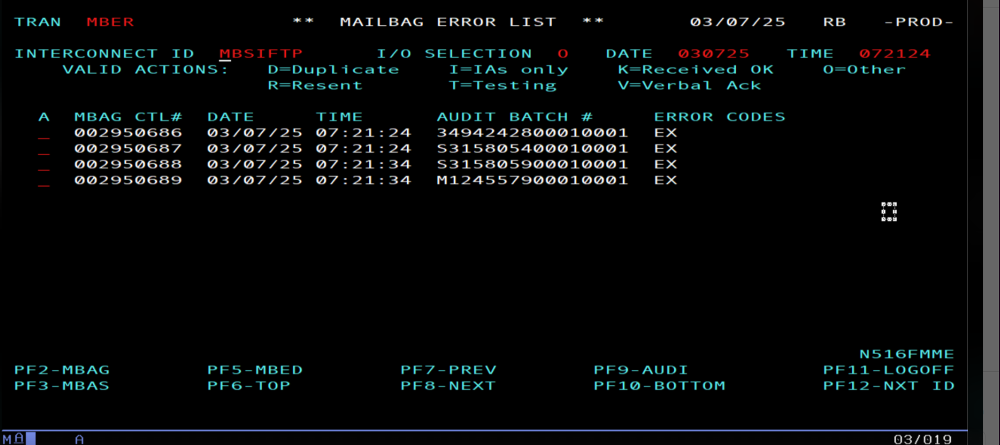 TRAN MBER ** MAILBAG ERROR LIST ** 03/07/25 RB -PROD-
INTERCONNECT ID MBSIFTP I/O SELECTION O DATE 030725 TIME 072124
VALID ACTIONS: D=Duplicate I=IAs only K=Received OK O=Other
R=Resent T=Testing V=Verbal Ack
A MBAG CTL# DATE TIME AUDIT BATCH # ERROR CODES
_ 002950686 03/07/25 07:21:24 3494242800010001 EX
_ 002950687 03/07/25 07:21:24 S315805400010001 EX
_ 002950688 03/07/25 07:21:34 S315805900010001 EX
_ 002950689 03/07/25 07:21:34 M124557900010001 EX
N516FMME
PF2-MBAG PF5-MBED PF7-PREV PF9-AUDI PF11-LOGOFF
PF3-MBAS PF6-TOP PF8-NEXT PF10-BOTTOM PF12-NXT ID
MA A 03/019